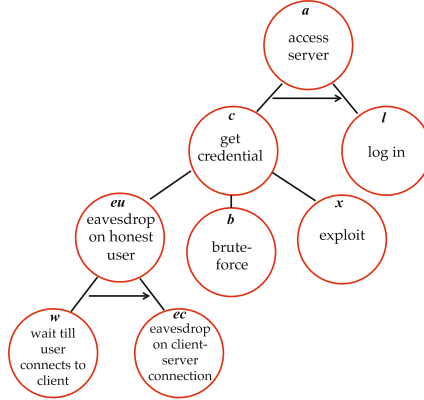 a
access
server
c
get
credential
l
log in
eu
eavesdrop
on honest
user
b
brute-
force
x
exploit
w
wait till
user
connects to
client
ec
eavesdrop
on client-
server
connection